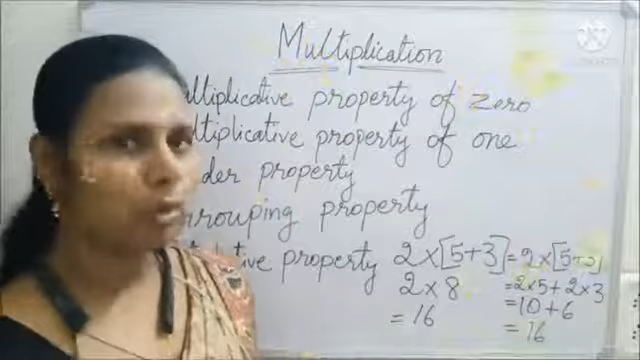 Multiplication
ultiplicative property of zero
ltiplicative property of one
der property
rouping property
tive property 2×[5+3] = 2×[5+3]
2×8 = 2×5+2×3
= 16 = 10+6
= 16